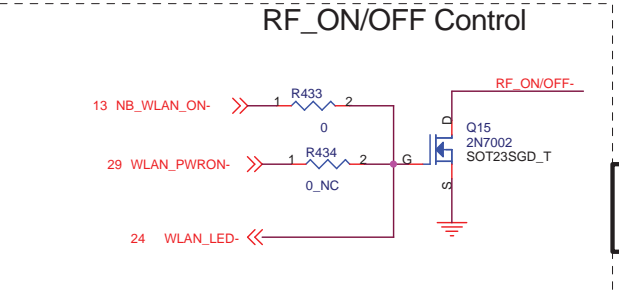 RF_ON/OFF Control
RF_ON/OFF-
R433
13 NB_WLAN_ON- 1 2
0
D
Q15
2N7002
SOT23SGD_T
R434
29 WLAN_PWRON- 1 2 G
0_NC
S
24 WLAN_LED-